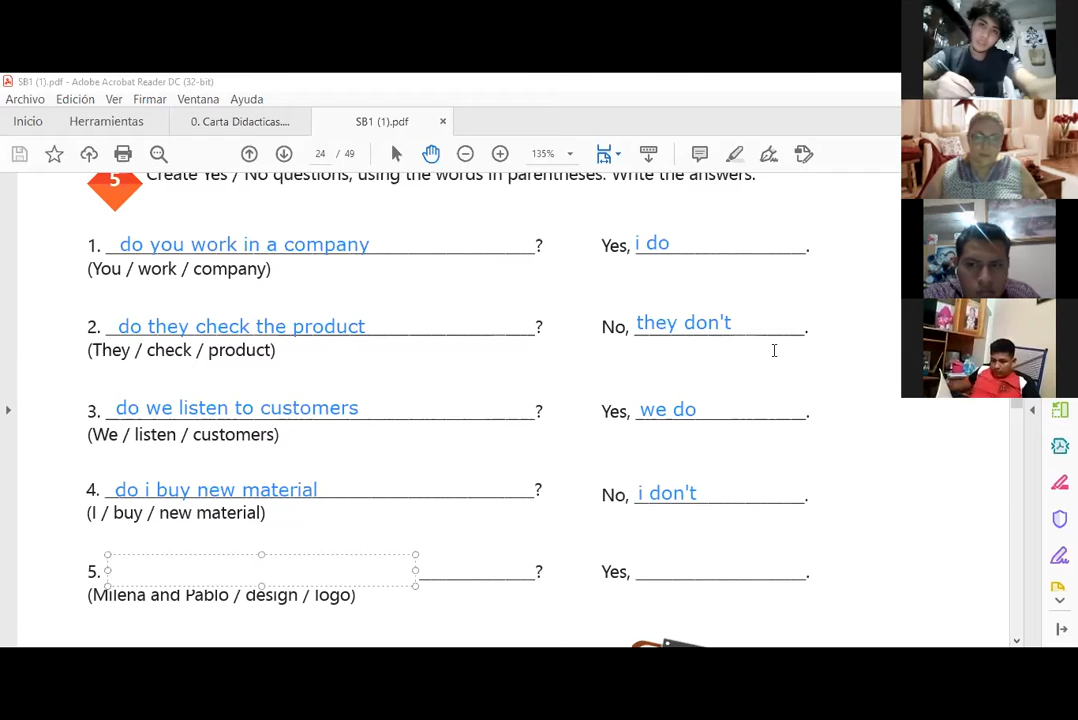 SB1 (1).pdf - Adobe Acrobat Reader DC (32-bit)
Archivo Edición Ver Firmar Ventana Ayuda
Inicio Herramientas 0. Carta Didacticas.... SB1 (1).pdf ×
24 / 49 135%
5 Create Yes / No questions, using the words in parentheses. Write the answers.
1. do you work in a company ? Yes, i do .
(You / work / company)
2. do they check the product ? No, they don't .
(They / check / product)
3. do we listen to customers ? Yes, we do .
(We / listen / customers)
4. do i buy new material ? No, i don't .
(I / buy / new material)
5. ? Yes, .
(Milena and Pablo / design / logo)